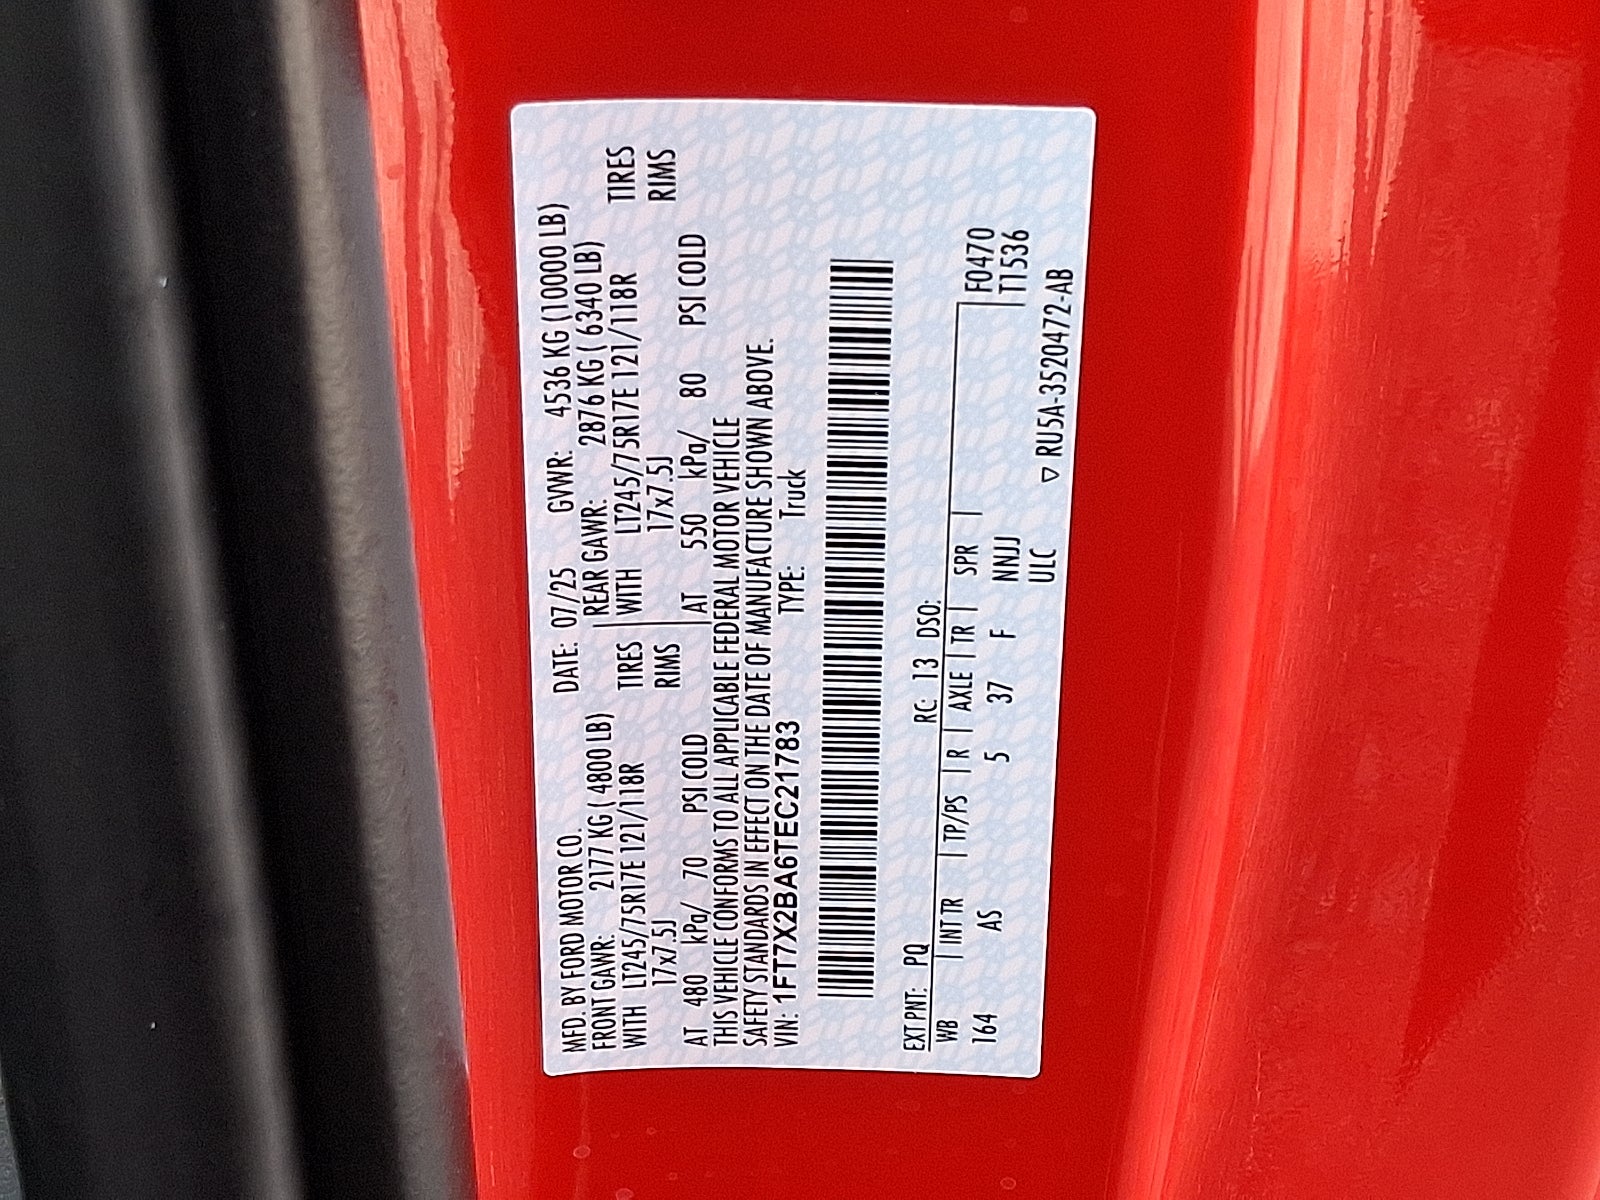 MFD. BY FORD MOTOR CO. DATE: 07/25 GVWR: 4536 KG (10000 LB)
FRONT GAWR: 2177 KG ( 4800 LB) REAR GAWR: 2876 KG ( 6340 LB)
WITH LT245/75R17E 121/118R TIRES WITH LT245/75R17E 121/118R TIRES
17x7.5J RIMS 17x7.5J RIMS
AT 480 kPa/ 70 PSI COLD AT 550 kPa/ 80 PSI COLD
THIS VEHICLE CONFORMS TO ALL APPLICABLE FEDERAL MOTOR VEHICLE
SAFETY STANDARDS IN EFFECT ON THE DATE OF MANUFACTURE SHOWN ABOVE.
VIN: 1FT7X2BA6TEC21783 TYPE: Truck
EXT PNT: PQ RC: 13 DSO:
WB INT TR TP/PS R AXLE TR SPR F0470
164 AS 5 37 F NNJJ T1536
ULC
▽ RU5A-3520472-AB